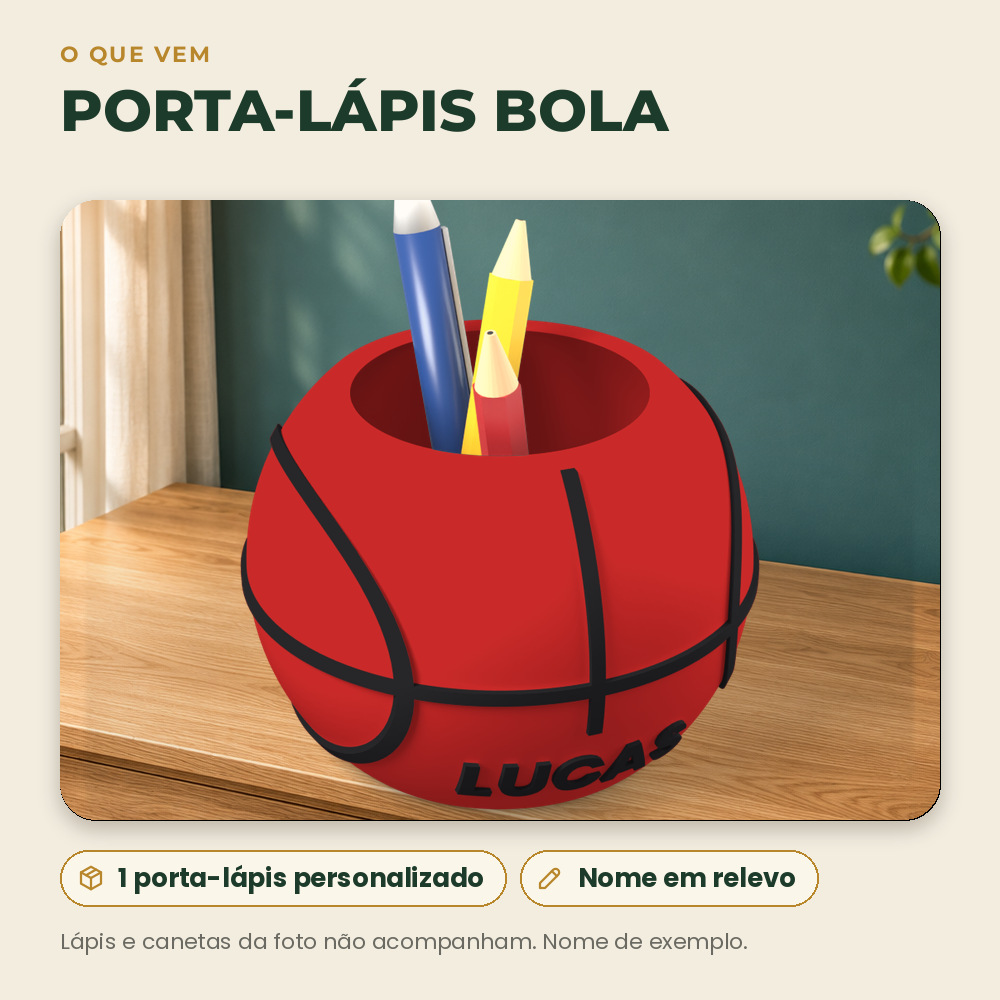 O QUE VEM
PORTA-LÁPIS BOLA
LUCAS
1 porta-lápis personalizado
Nome em relevo
Lápis e canetas da foto não acompanham. Nome de exemplo.